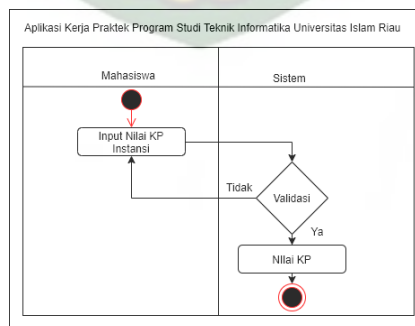 Aplikasi Kerja Praktek Program Studi Teknik Informatika Universitas Islam Riau
Mahasiswa
Sistem
Input Nilai KP
Instansi
Tidak
Validasi
Ya
NIlai KP